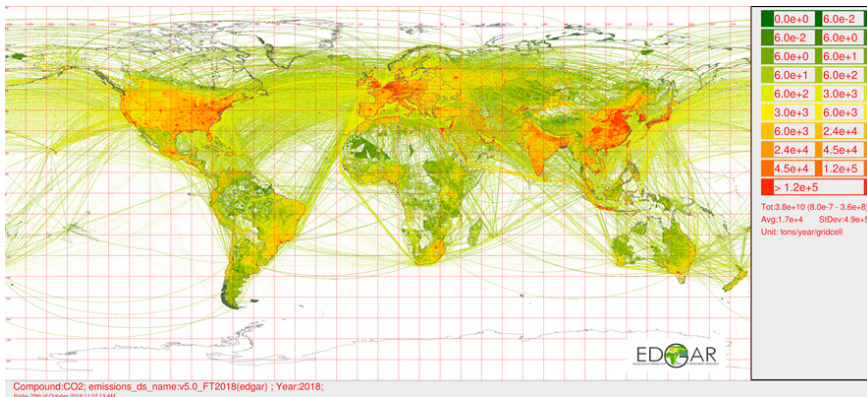 0.0e+0 6.0e-2
6.0e-2 6.0e+0
6.0e+0 6.0e+1
6.0e+1 6.0e+2
6.0e+2 3.0e+3
3.0e+3 6.0e+3
6.0e+3 2.4e+4
2.4e+4 4.5e+4
4.5e+4 1.2e+5
> 1.2e+5
Tot:3.8e+10 (8.0e-7 - 3.6e+8)
Avg:1.7e+4 StDev:4.9e+5
Unit: tons/year/gridcell
EDGAR
Compound:CO2; emissions_ds_name:v5.0_FT2018(edgar) ; Year:2018;